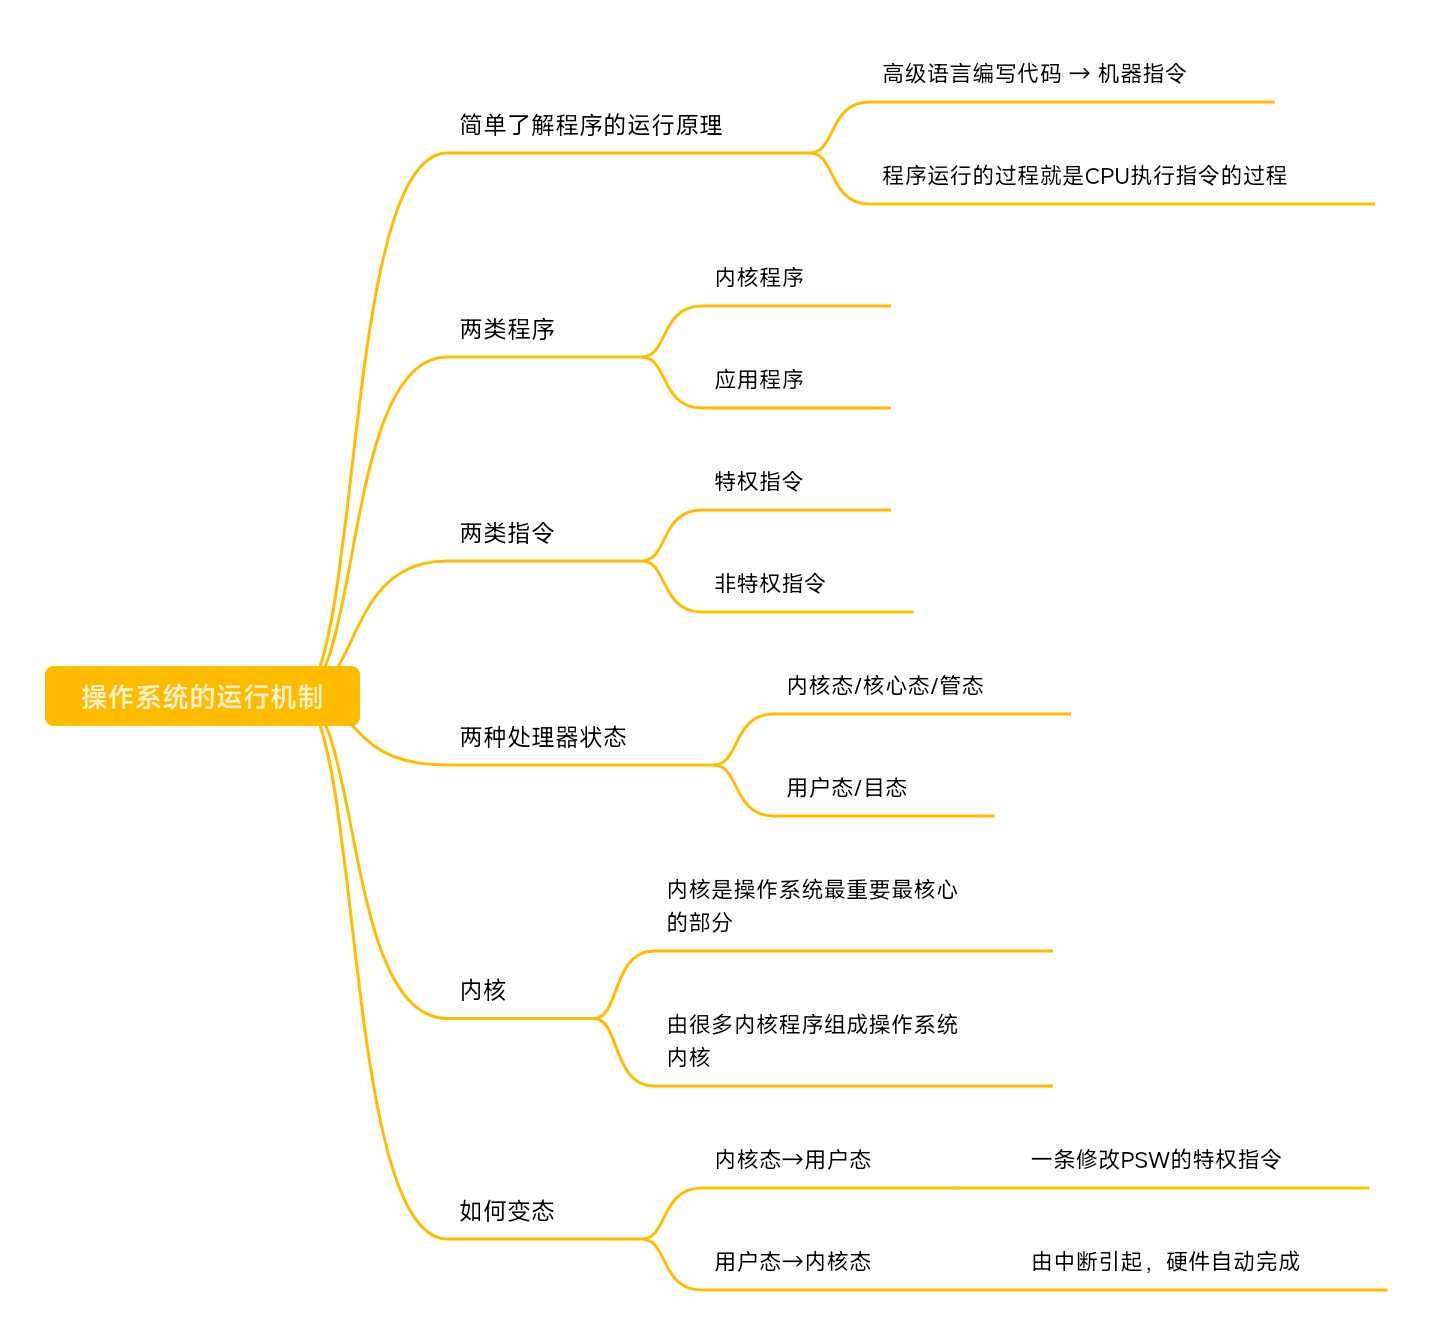 高级语言编写代码 → 机器指令
简单了解程序的运行原理
程序运行的过程就是CPU执行指令的过程
内核程序
两类程序
应用程序
特权指令
两类指令
非特权指令
操作系统的运行机制
内核态/核心态/管态
两种处理器状态
用户态/目态
内核是操作系统最重要最核心
的部分
内核
由很多内核程序组成操作系统
内核
内核态→用户态 一条修改PSW的特权指令
如何变态
用户态→内核态 由中断引起，硬件自动完成